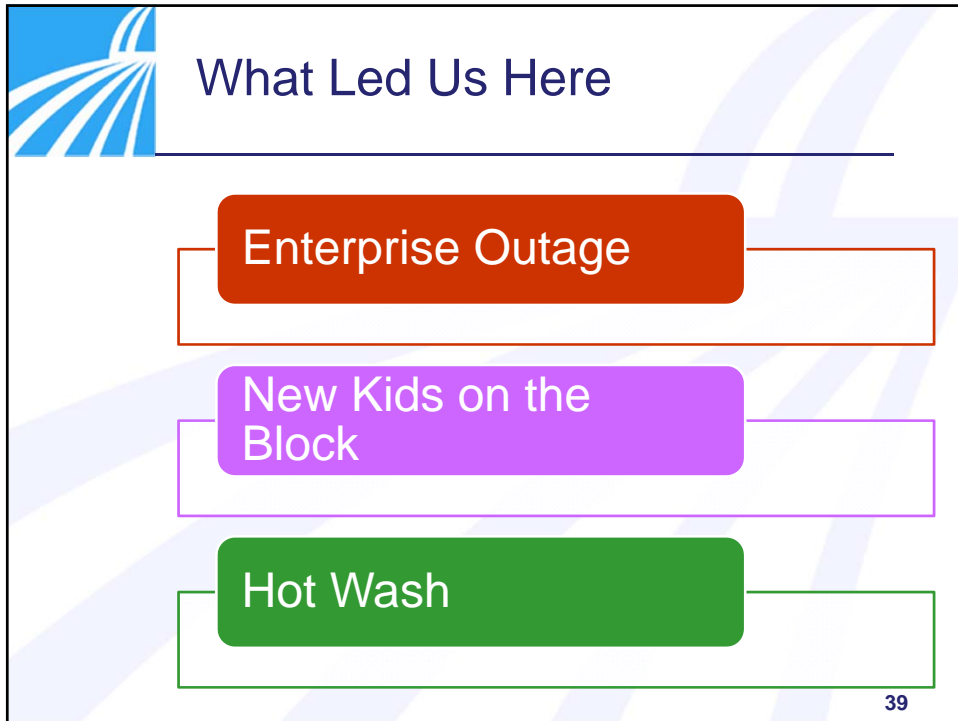 What Led Us Here
Enterprise Outage
New Kids on the
Block
Hot Wash
39